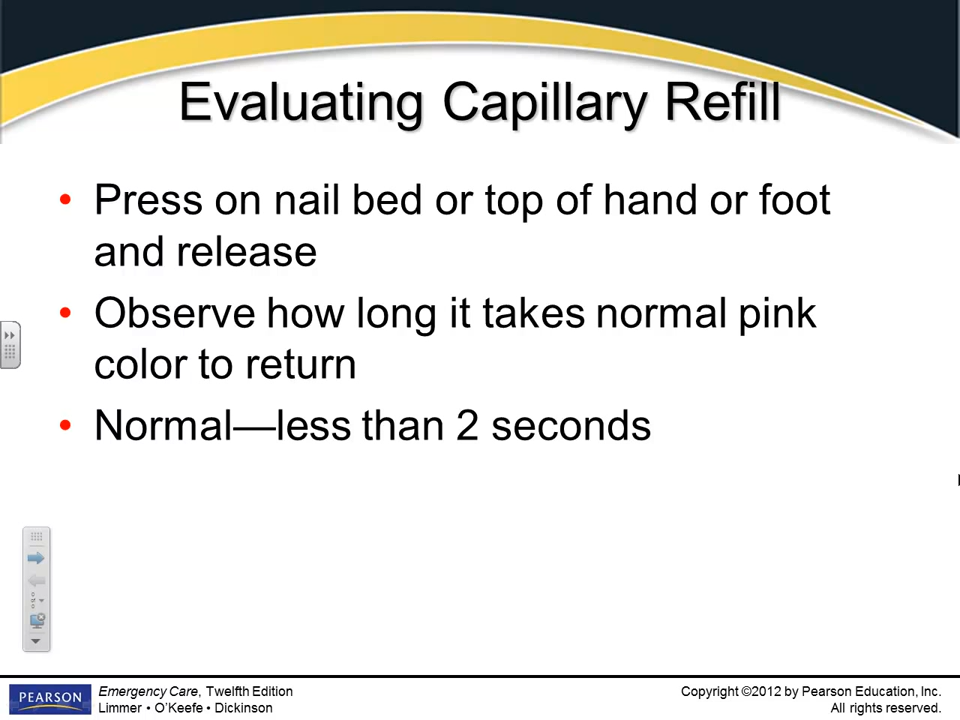 Evaluating Capillary Refill
• Press on nail bed or top of hand or foot
and release
• Observe how long it takes normal pink
color to return
• Normal—less than 2 seconds
PEARSON
Emergency Care, Twelfth Edition
Limmer • O’Keefe • Dickinson
Copyright ©2012 by Pearson Education, Inc.
All rights reserved.